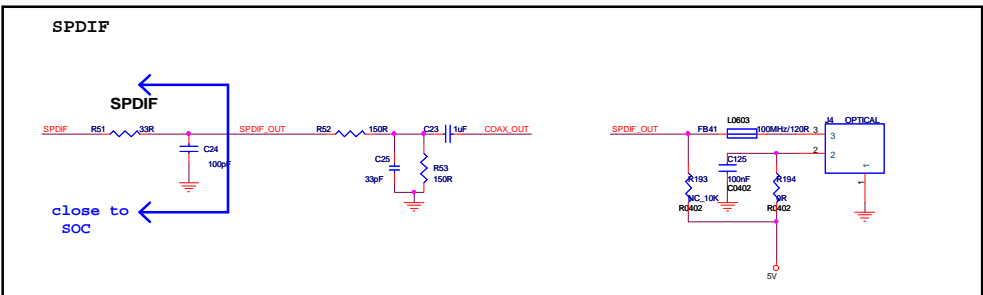 SPDIF
SPDIF
SPDIF R51 33R SPDIF_OUT R52 150R C23 1uF COAX_OUT
C24
100pF
C25
33pF
R53
150R
close to
SOC
SPDIF_OUT FB41 L0603 100MHz/120R 3
J4 OPTICAL
3
2
2
1
1
C125
100nF
C0402
R193
NC_10K
R0402
R194
0R
R0402
5V